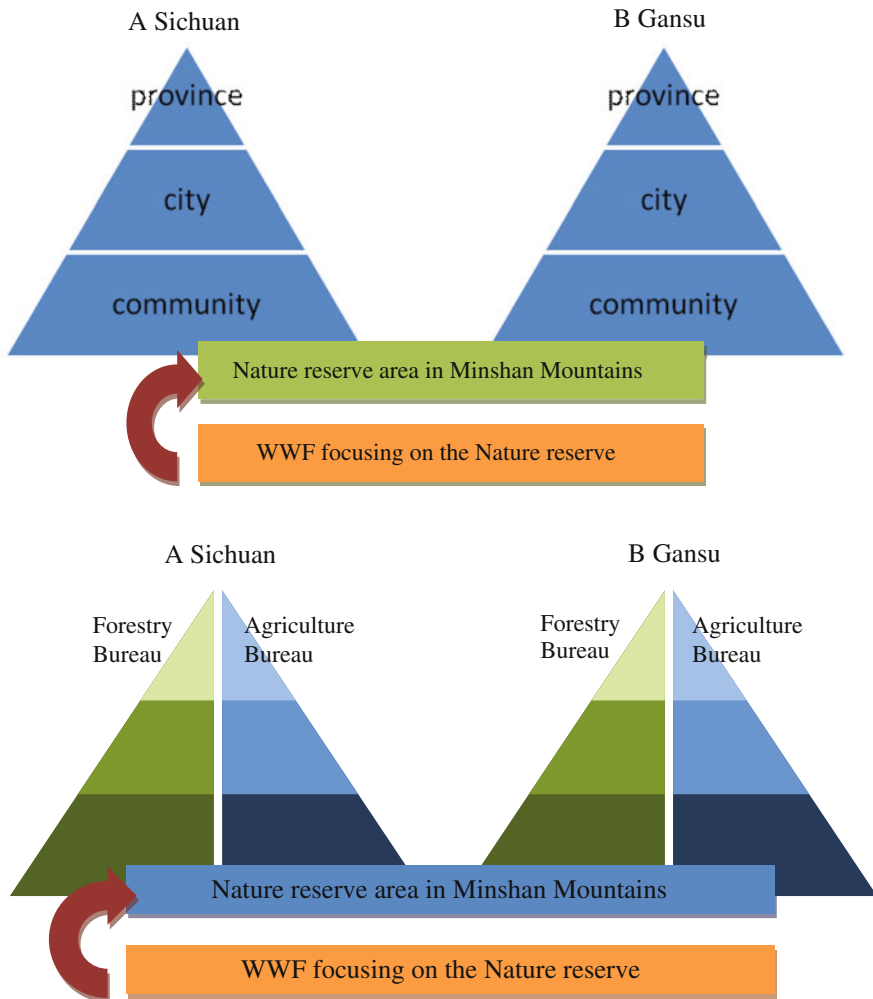 A Sichuan
B Gansu
province
province
city
city
community
community
Nature reserve area in Minshan Mountains
WWF focusing on the Nature reserve
A Sichuan
B Gansu
Forestry
Bureau
Agriculture
Bureau
Forestry
Bureau
Agriculture
Bureau
Nature reserve area in Minshan Mountains
WWF focusing on the Nature reserve